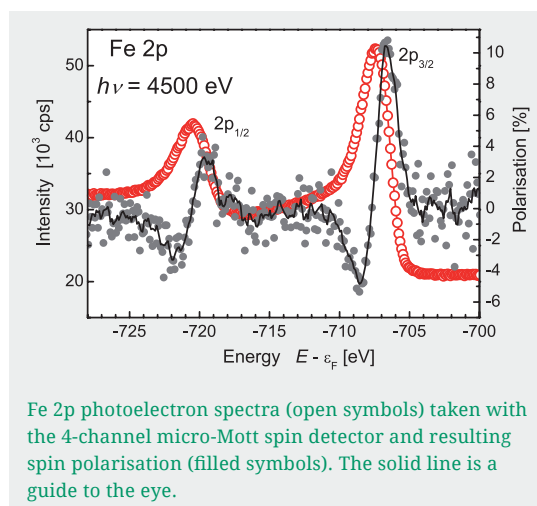 Fe 2p
hν = 4500 eV
2p1/2
2p3/2
Intensity [10³ cps]
50
40
30
20
Polarisation [%]
10
8
6
4
2
0
-2
-4
-6
-725 -720 -715 -710 -705 -700
Energy E - εF [eV]
Fe 2p photoelectron spectra (open symbols) taken with
the 4-channel micro-Mott spin detector and resulting
spin polarisation (filled symbols). The solid line is a
guide to the eye.